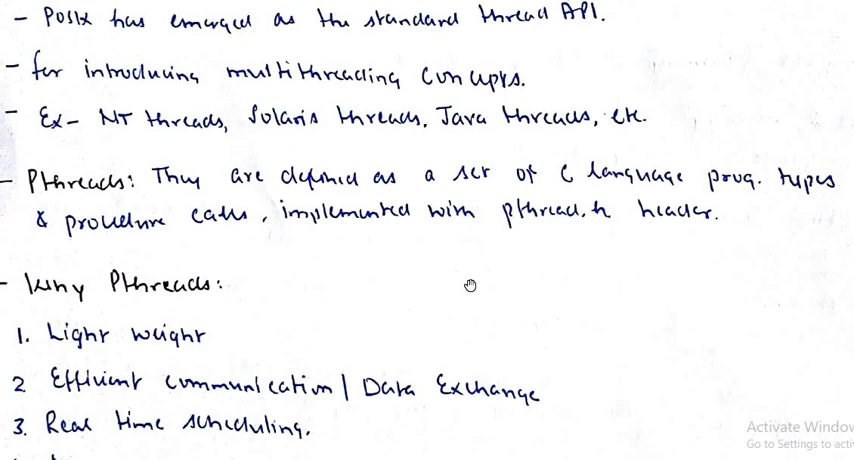 - Posix has emerged as the standard thread API.
- for introducing multithreading concepts.
- Ex- NT threads, Solaris threads, Java threads, etc.
- Pthreads: They are defined as a set of C language prog. types
& procedure calls, implemented with pthread.h header.
- Why Pthreads:
1. Light weight
2 Efficient communication | Data Exchange
3. Real time scheduling.
Activate Window
Go to Settings to acti